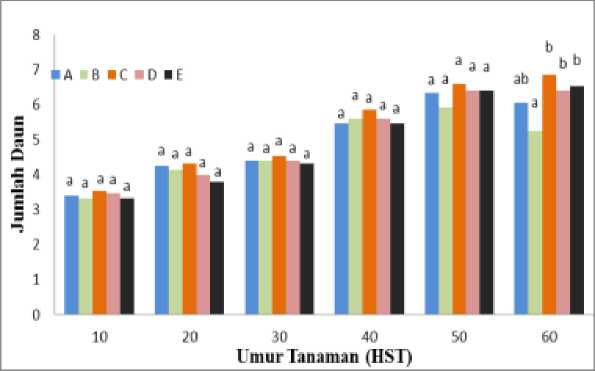 8
7
6
5
4
3
2
1
0
Jumlah Daun
A B C D E
a a a a a
a a a a a
a a a a a
a a a a a
a a a a a
ab a b b b
10 20 30 40 50 60
Umur Tanaman (HST)